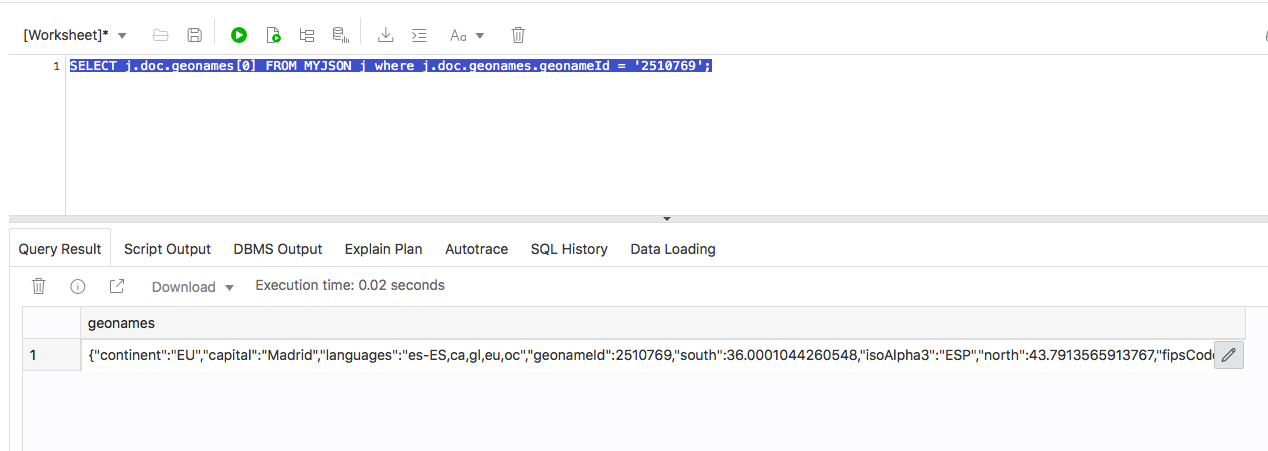 [Worksheet]*
Aa
1 SELECT j.doc.geonames[0] FROM MYJSON j where j.doc.geonames.geonameId = '2510769';
Query Result Script Output DBMS Output Explain Plan Autotrace SQL History Data Loading
Download Execution time: 0.02 seconds
geonames
1 {"continent":"EU","capital":"Madrid","languages":"es-ES,ca,gl,eu,oc","geonameId":2510769,"south":36.0001044260548,"isoAlpha3":"ESP","north":43.7913565913767,"fipsCode